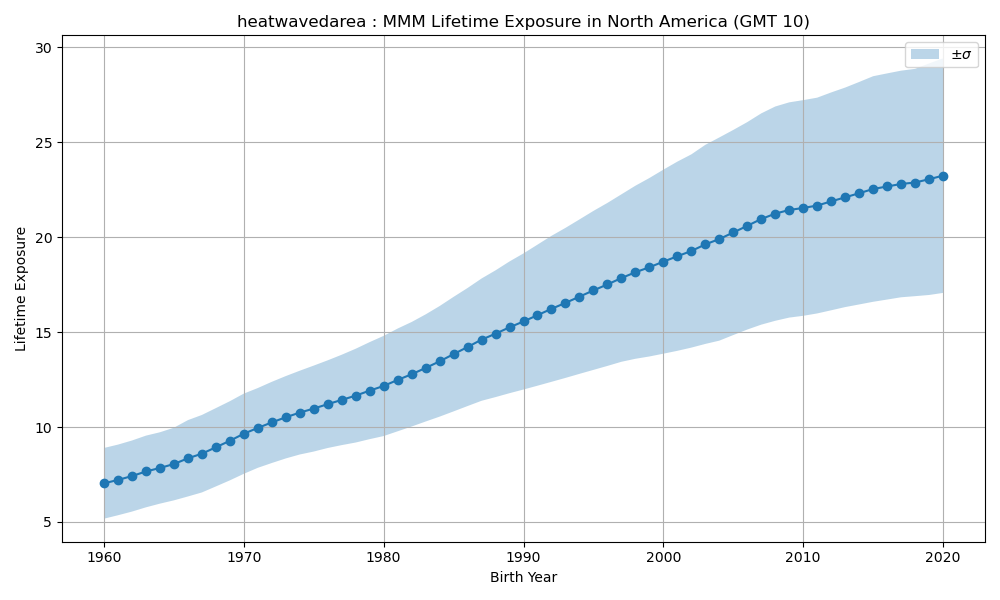 heatwavedarea : MMM Lifetime Exposure in North America (GMT 10)
±σ
Lifetime Exposure
30
25
20
15
10
5
1960 1970 1980 1990 2000 2010 2020
Birth Year